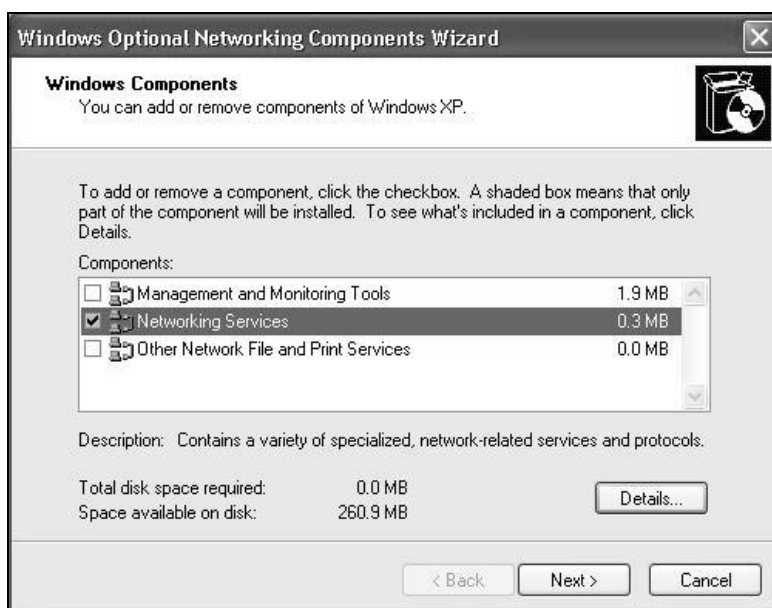 Windows Optional Networking Components Wizard
Windows Components
You can add or remove components of Windows XP.
To add or remove a component, click the checkbox. A shaded box means that only
part of the component will be installed. To see what's included in a component, click
Details.
Components:
Management and Monitoring Tools 1.9 MB
Networking Services 0.3 MB
Other Network File and Print Services 0.0 MB
Description: Contains a variety of specialized, network-related services and protocols.
Total disk space required: 0.0 MB
Space available on disk: 260.9 MB
Details...
< Back Next > Cancel